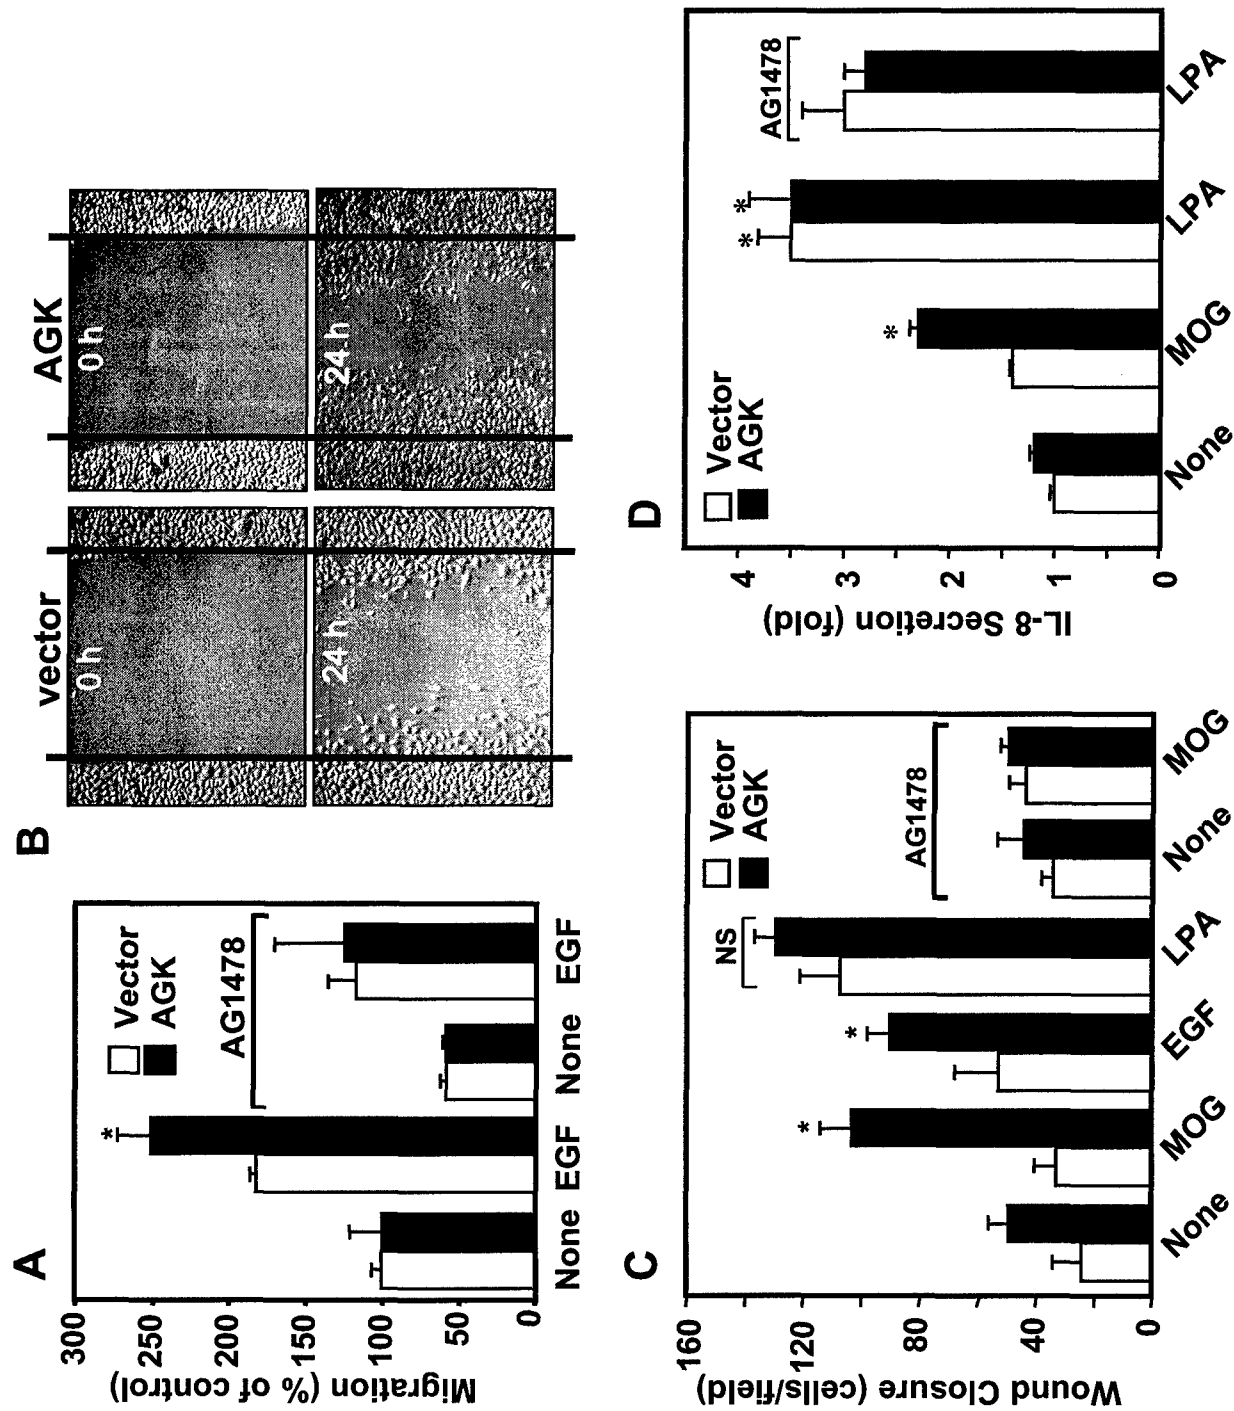 A
Migration (% of control)
300
250
200
150
100
50
0
Vector
AGK
AG1478
*
None EGF None EGF
B
vector
AGK
0 h
0 h
24 h
24 h
C
Wound Closure (cells/field)
160
120
80
40
0
Vector
AGK
*
*
NS
AG1478
None
MOG
EGF
LPA
None
MOG
D
IL-8 Secretion (fold)
4
3
2
1
0
Vector
AGK
*
*
*
AG1478
None
MOG
LPA
LPA